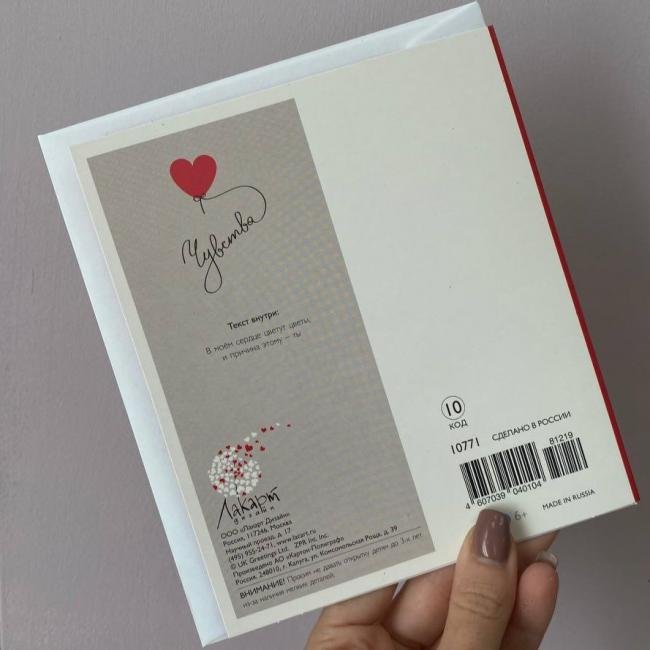 Чувства
Текст внутри:
В моём сердце цветут цветы,
и причина этому – ты
Лакарт
дизайн
ООО «Лакарт Дизайн»
Россия, 117246, Москва
Научный проезд, д. 17
(495) 955-24-71, www.lacart.ru
© UK Greetings Ltd. ZPR Inc. Inc.
Произведено АО «Картон-Полиграф»
Россия, 248010, г. Калуга, ул. Комсомольская Роща, д. 39
ВНИМАНИЕ! Просим не давать открытку детям до 3-х лет
из-за наличия мелких деталей.
10
КОД
10771 СДЕЛАНО В РОССИИ
81219
4 607039 040104
6+ MADE IN RUSSIA